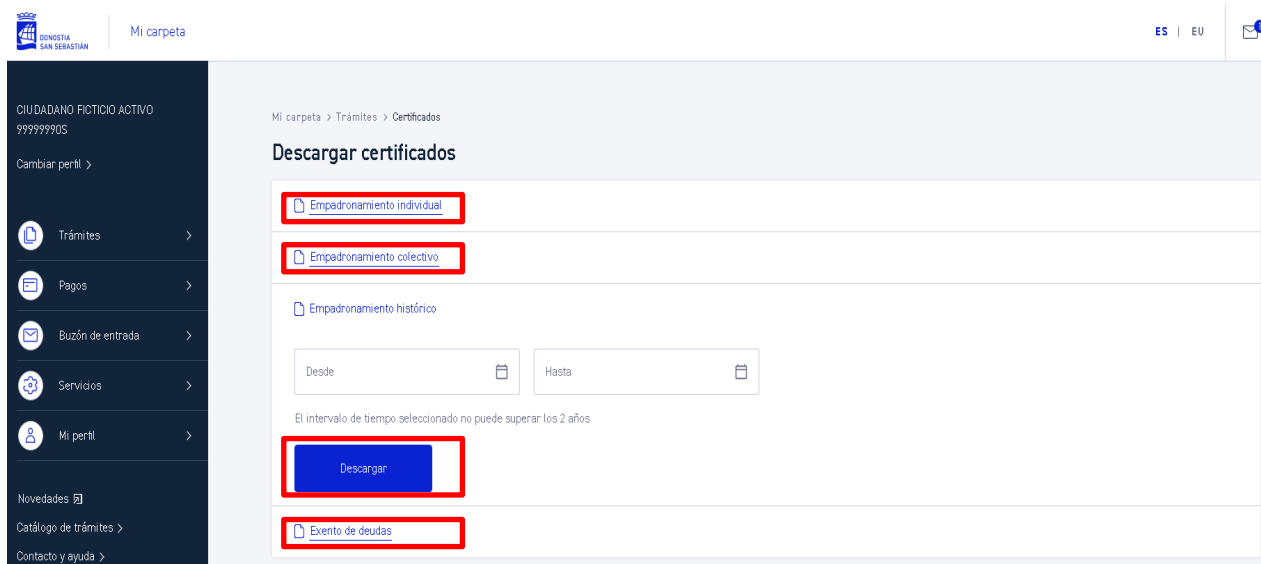 DONOSTIA
SAN SEBASTIÁN
Mi carpeta
ES | EU
CIUDADANO FICTICIO ACTIVO
99999990S
Cambiar perfil >
Trámites
Pagos
Buzón de entrada
Servicios
Mi perfil
Novedades
Catálogo de trámites >
Contacto y ayuda >
Mi carpeta > Trámites > Certificados
Descargar certificados
Empadronamiento individual
Empadronamiento colectivo
Empadronamiento histórico
Desde
Hasta
El intervalo de tiempo seleccionado no puede superar los 2 años
Descargar
Exento de deudas